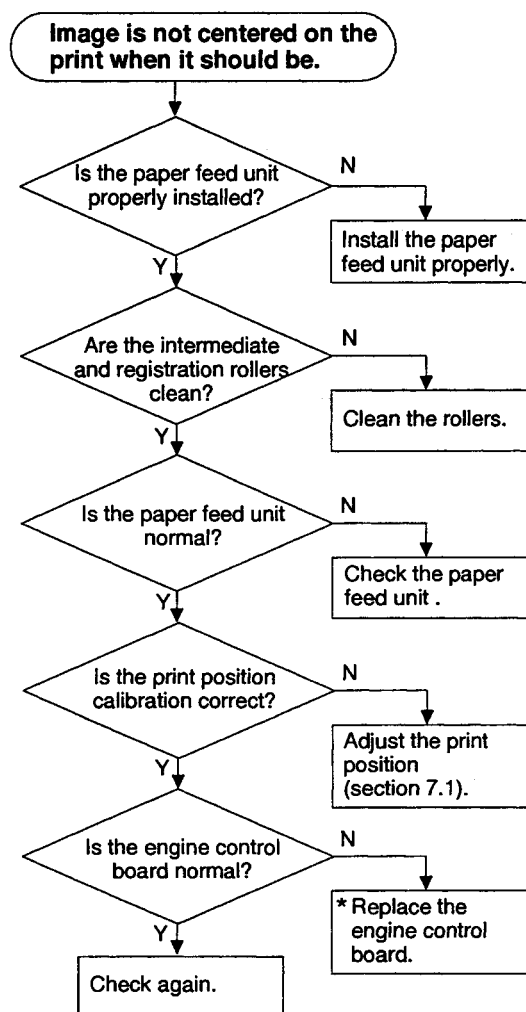 Image is not centered on the
print when it should be.
Is the paper feed unit
properly installed?
N
Install the paper
feed unit properly.
Y
Are the intermediate
and registration rollers
clean?
N
Clean the rollers.
Y
Is the paper feed unit
normal?
N
Check the paper
feed unit .
Y
Is the print position
calibration correct?
N
Adjust the print
position
(section 7.1).
Y
Is the engine control
board normal?
N
* Replace the
engine control
board.
Y
Check again.